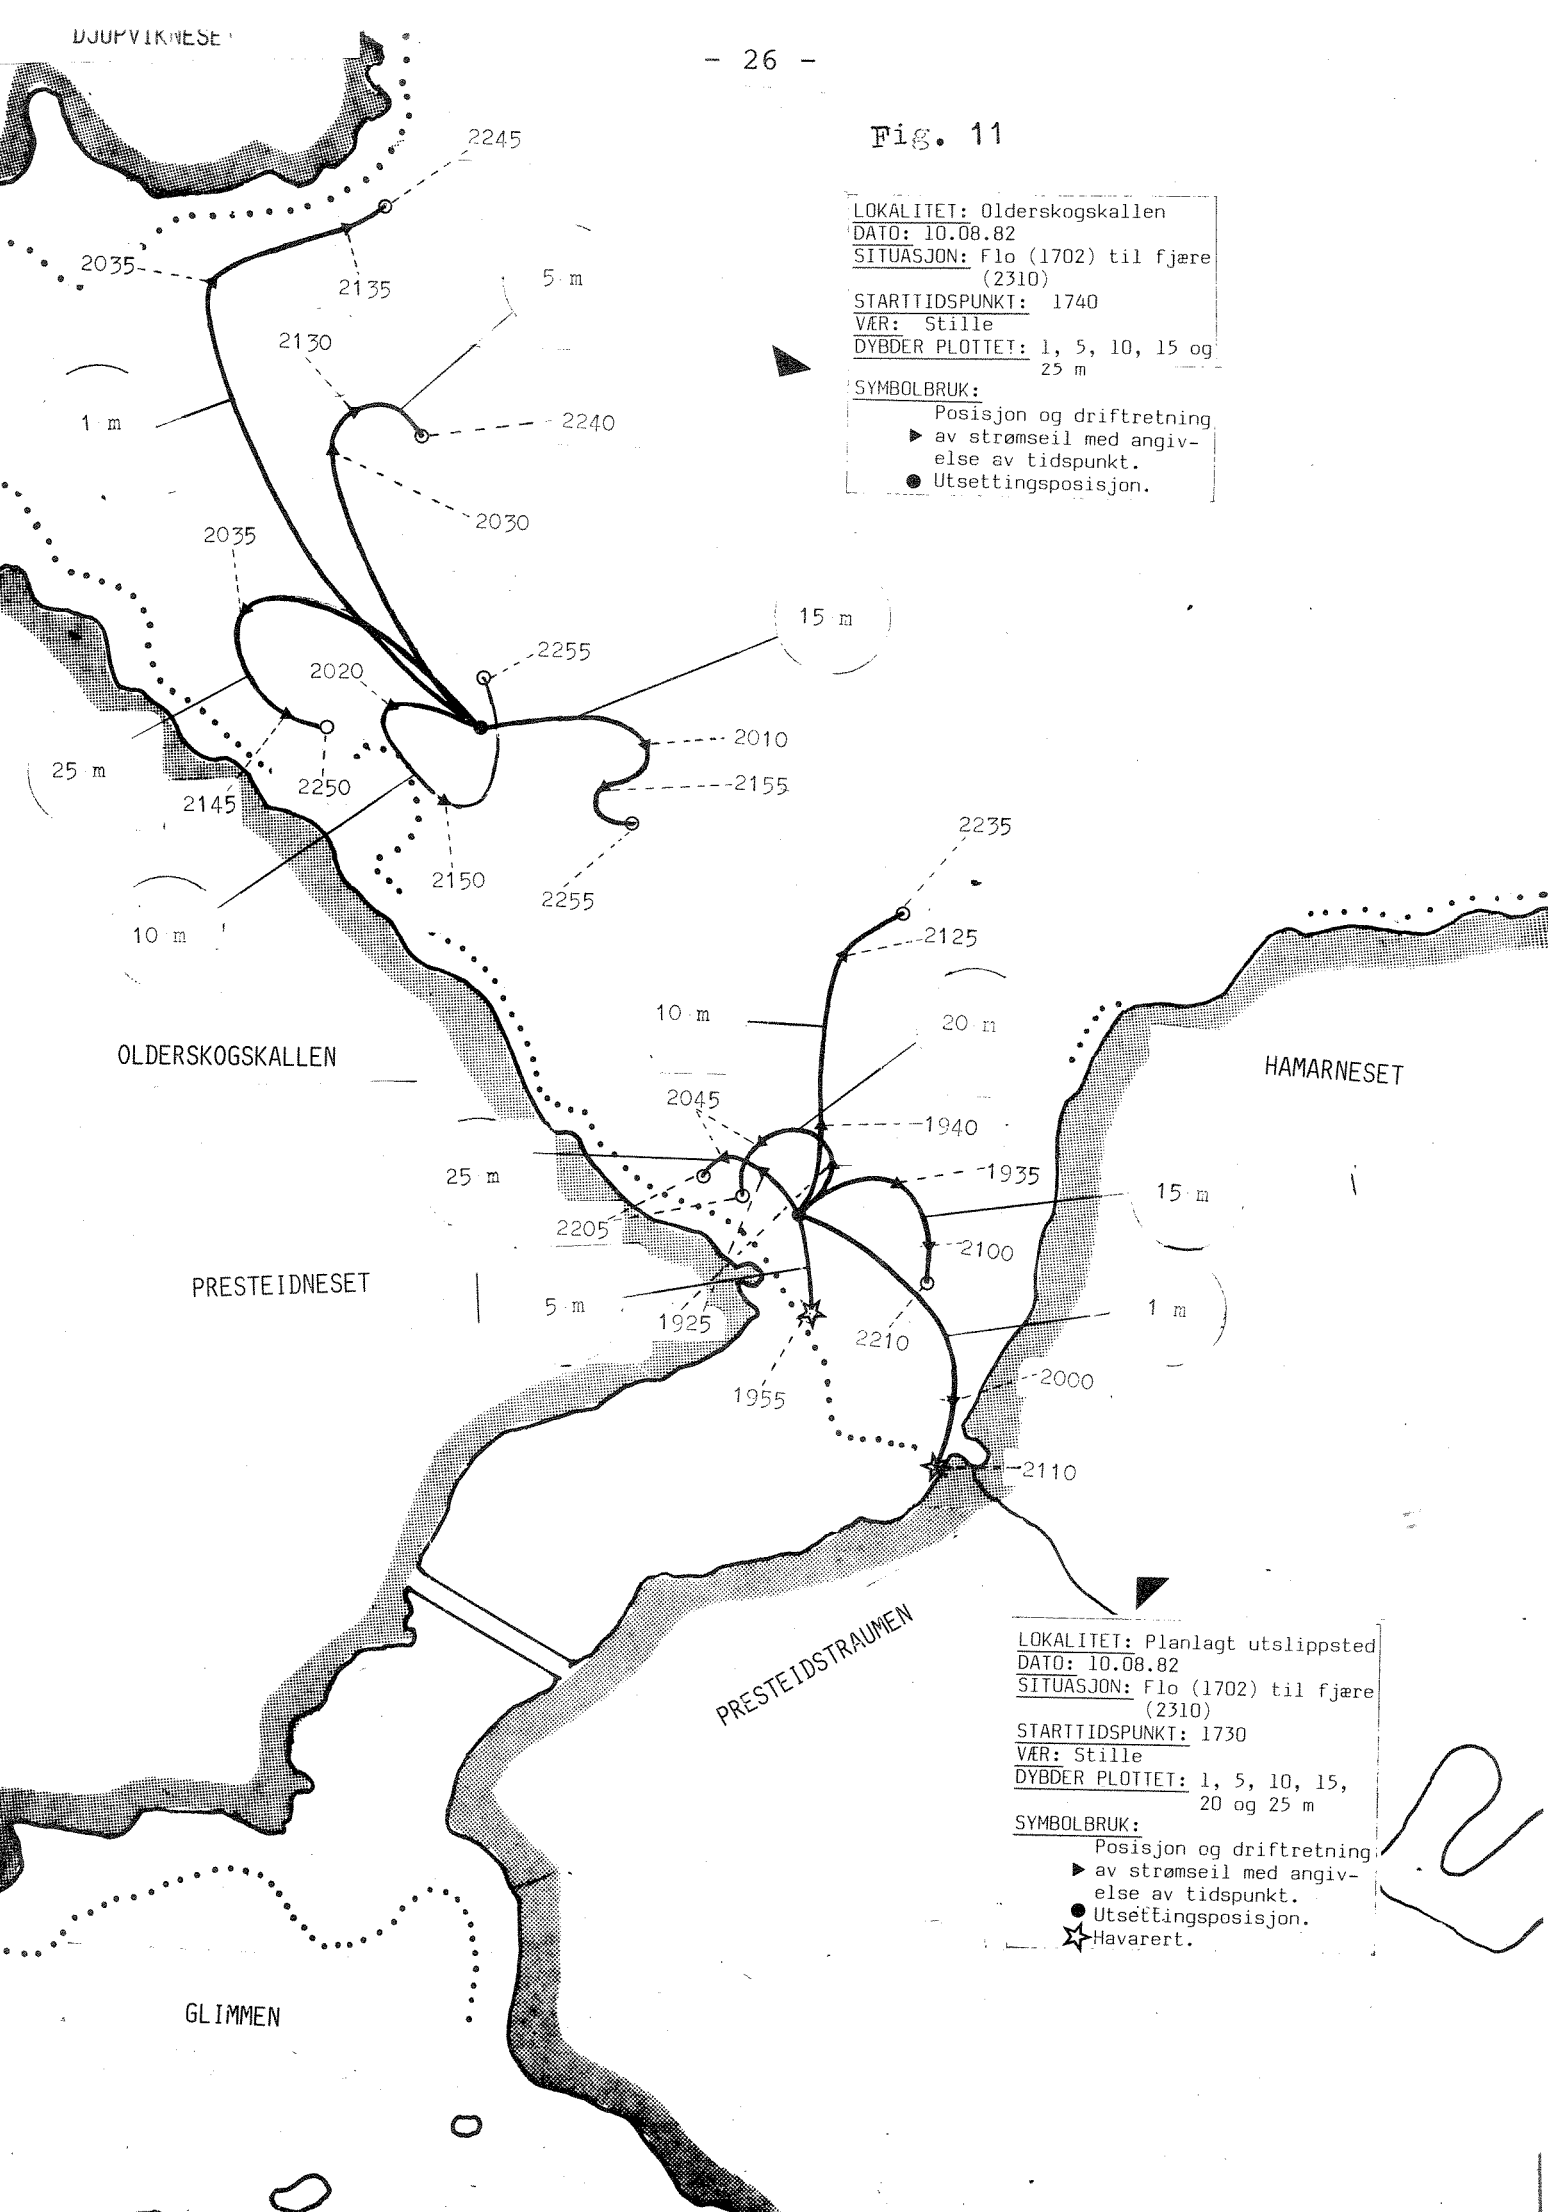 DJUPVIKNESET
- 26 -
Fig. 11
2245
LOKALITET: Olderskogskallen
DATO: 10.08.82
SITUASJON: Flo (1702) til fjære
(2310)
STARTTIDSPUNKT: 1740
VÆR: Stille
DYBDER PLOTTET: 1, 5, 10, 15 og
25 m
SYMBOLBRUK:
Posisjon og driftretning
av strømseil med angiv-
else av tidspunkt.
Utsettingsposisjon.
2035
2135
5 m
2130
1 m
2240
2030
2035
15 m
2255
2020
2010
25 m
2250
2155
2145
2150
2255
2235
10 m
2125
10 m
20 m
OLDERSKOGSKALLEN
HAMARNESET
2045
1940
25 m
1935
15 m
2205
2100
PRESTEIDNESET
5 m
1925
2210
1 m
1955
2000
2110
PRESTEIDSTRAUMEN
LOKALITET: Planlagt utslippsted
DATO: 10.08.82
SITUASJON: Flo (1702) til fjære
(2310)
STARTTIDSPUNKT: 1730
VÆR: Stille
DYBDER PLOTTET: 1, 5, 10, 15,
20 og 25 m
SYMBOLBRUK:
Posisjon og driftretning
av strømseil med angiv-
else av tidspunkt.
Utsettingsposisjon.
Havarert.
GLIMMEN